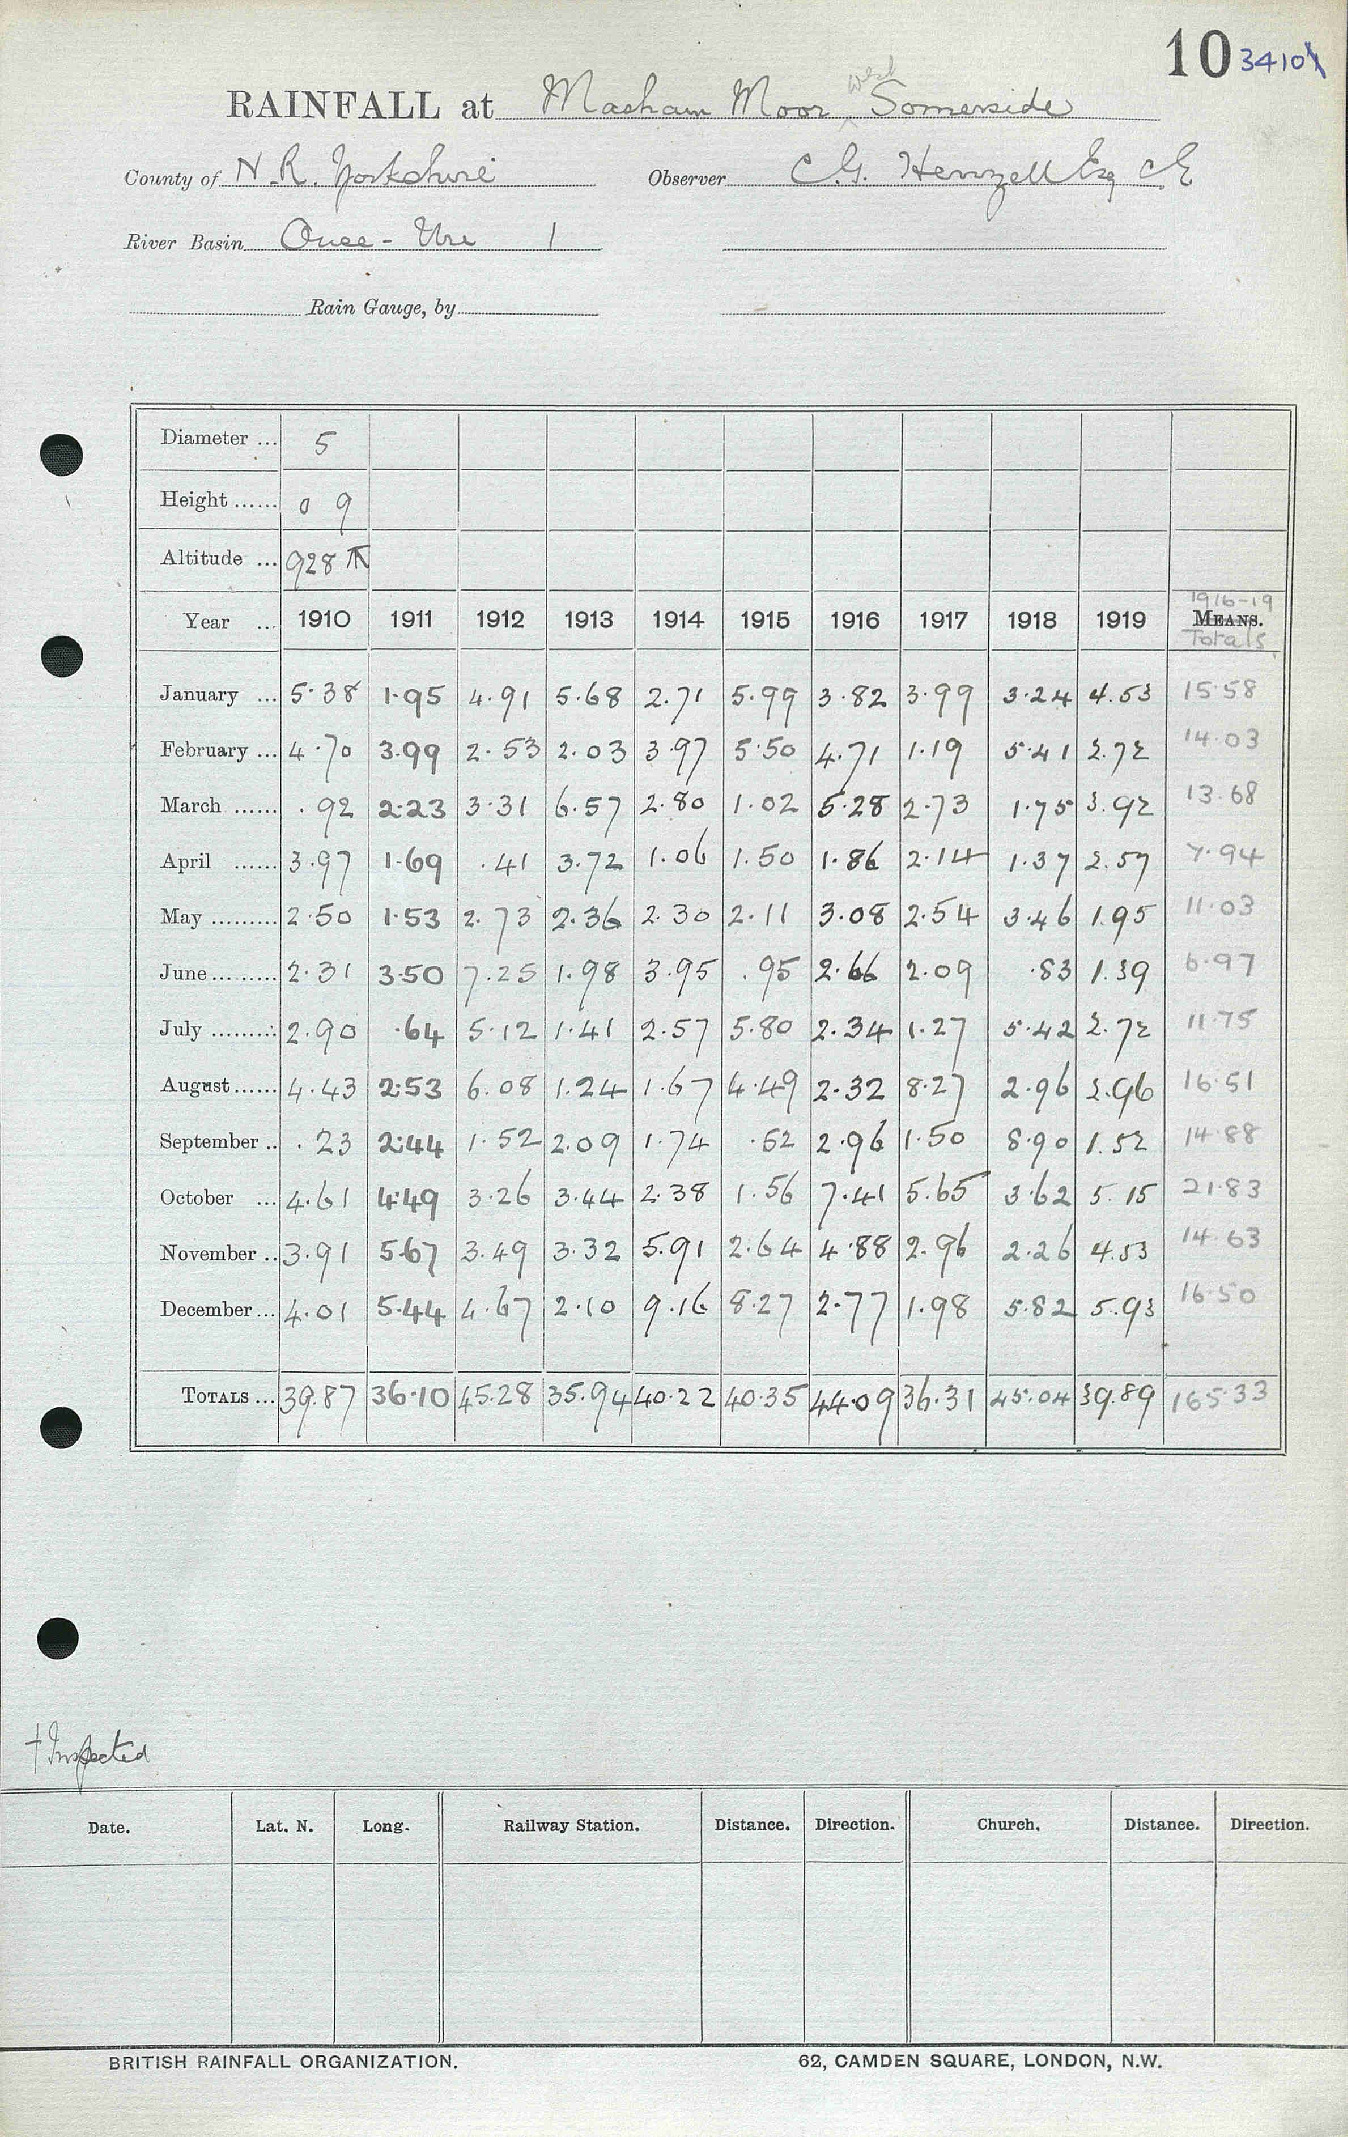 10 3410
RAINFALL at Masham Moor West Somerside
County of N.R. Yorkshire Observer C.G. Henzell Esq CE
River Basin Ouse - Ure 1
Rain Gauge, by
Diameter ... 5
Height ...... 0 9
Altitude ... 928 T
1916-19
Year ... 1910 1911 1912 1913 1914 1915 1916 1917 1918 1919 MEANS.
Totals
January ... 5.38 1.95 4.91 5.68 2.71 5.99 3.82 3.99 3.24 4.53 15.58
February ... 4.70 3.99 2.53 2.03 3.97 5.50 4.71 1.19 5.41 2.72 14.03
March ...... .92 2.23 3.31 6.57 2.80 1.02 5.28 2.73 1.75 3.92 13.68
April ...... 3.97 1.69 .41 3.72 1.06 1.50 1.86 2.14 1.37 2.57 7.94
May ......... 2.50 1.53 2.73 2.36 2.30 2.11 3.08 2.54 3.46 1.95 11.03
June ......... 2.31 3.50 7.25 1.98 3.95 .95 2.66 2.09 .83 1.39 6.97
July ......... 2.90 .64 5.12 1.41 2.57 5.80 2.34 1.27 5.42 2.72 11.75
August ...... 4.43 2.53 6.08 1.24 1.67 4.49 2.32 8.27 2.96 2.96 16.51
September .. .23 2.44 1.52 2.09 1.74 .52 2.96 1.50 8.90 1.52 14.88
October ... 4.61 4.49 3.26 3.44 2.38 1.56 7.41 5.65 3.62 5.15 21.83
November .. 3.91 5.67 3.49 3.32 5.91 2.64 4.88 2.96 2.26 4.53 14.63
December ... 4.01 5.44 4.67 2.10 9.16 8.27 2.77 1.98 5.82 5.93 16.50
TOTALS ... 39.87 36.10 45.28 35.94 40.22 40.35 44.09 36.31 45.04 39.89 165.33
† Inspected
Date. Lat. N. Long. Railway Station. Distance. Direction. Church. Distance. Direction.
BRITISH RAINFALL ORGANIZATION. 62, CAMDEN SQUARE, LONDON, N.W.